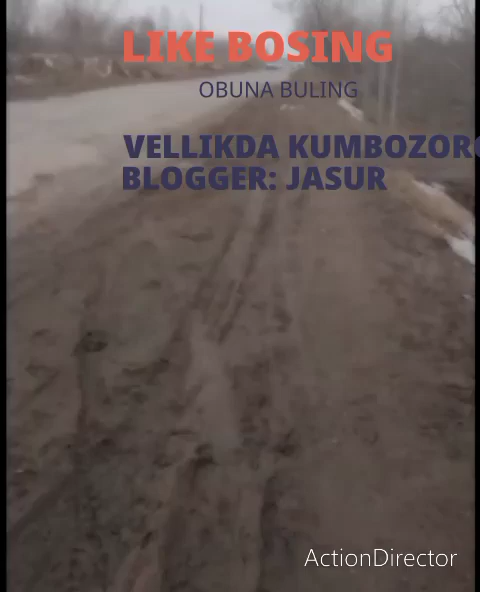 LIKE BOSING
OBUNA BULING
VELLIKDA KUMBOZOR
BLOGGER: JASUR
ActionDirector